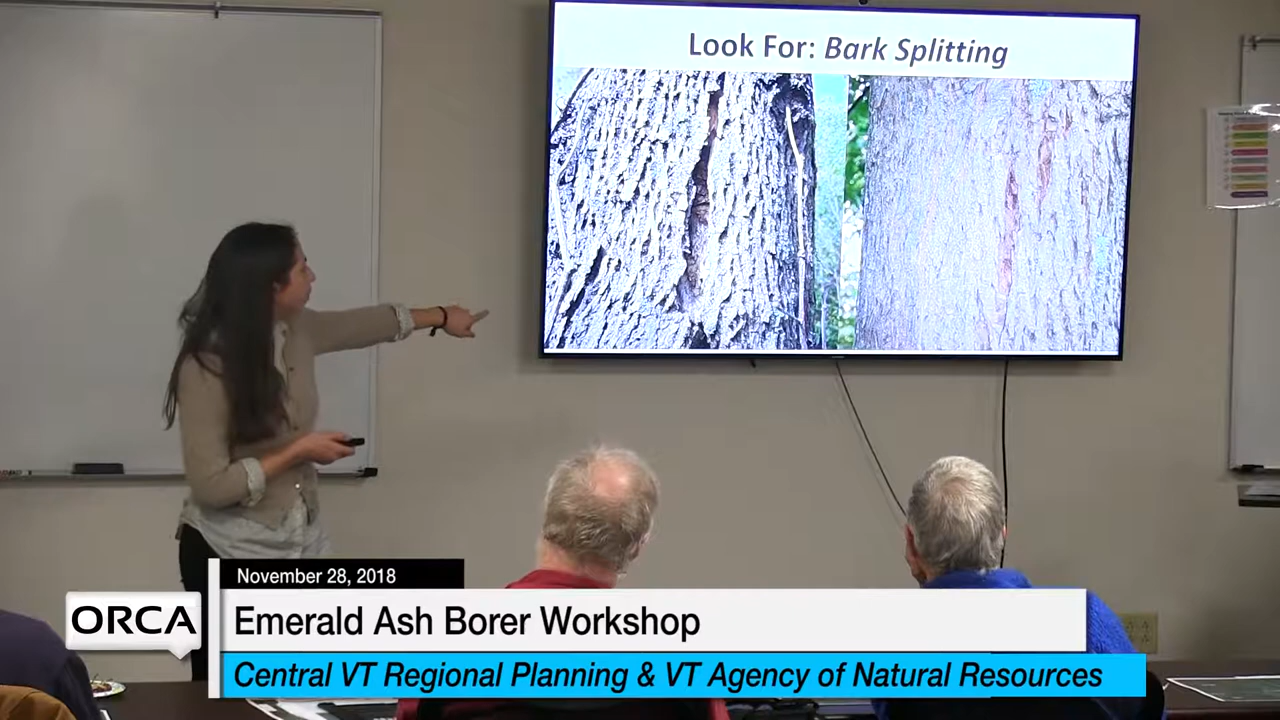 Look For: Bark Splitting
November 28, 2018
ORCA
Emerald Ash Borer Workshop
Central VT Regional Planning & VT Agency of Natural Resources